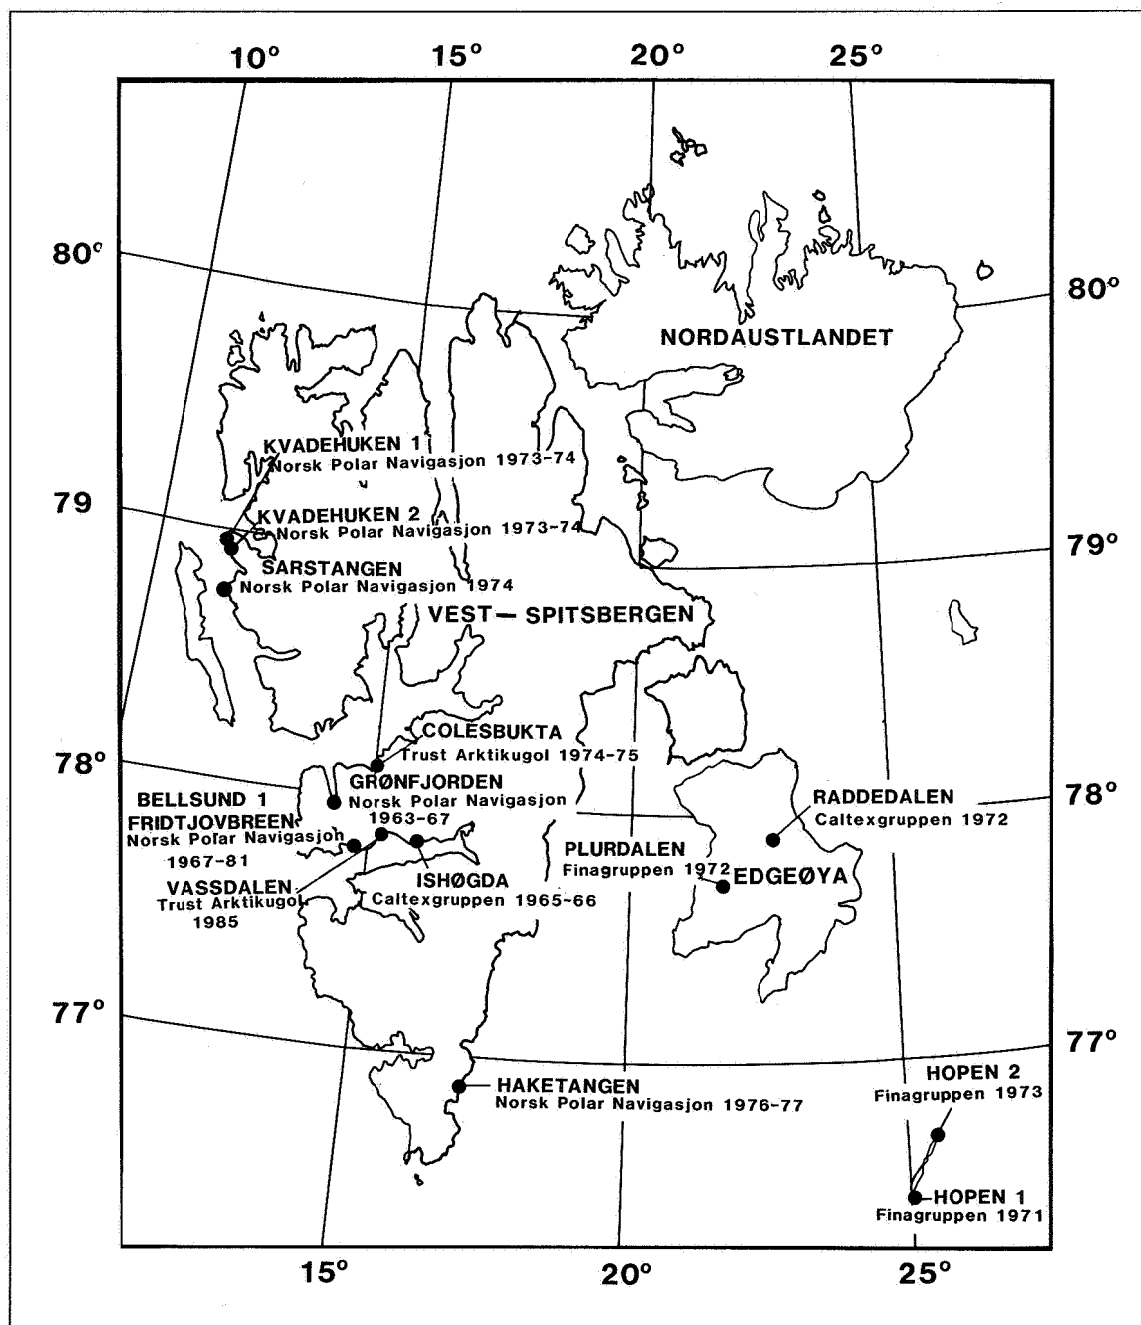 10° 15° 20° 25°
80° 80°
NORDAUSTLANDET
KVADEHUKEN 1
Norsk Polar Navigasjon 1973-74
79 79°
KVADEHUKEN 2
Norsk Polar Navigasjon 1973-74
SARSTANGEN
Norsk Polar Navigasjon 1974
VEST — SPITSBERGEN
COLESBUKTA
Trust Arktikugol 1974-75
78° 78°
GRØNFJORDEN
Norsk Polar Navigasjon
1963-67
BELLSUND 1
FRIDTJOVBREEN
Norsk Polar Navigasjon
1967-81
RADDEDALEN
Caltexgruppen 1972
PLURDALEN
Finagruppen 1972
EDGEØYA
VASSDALEN
Trust Arktikugol
1985
ISHØGDA
Caltexgruppen 1965-66
77° 77°
HAKETANGEN
Norsk Polar Navigasjon 1976-77
HOPEN 2
Finagruppen 1973
HOPEN 1
Finagruppen 1971
15° 20° 25°